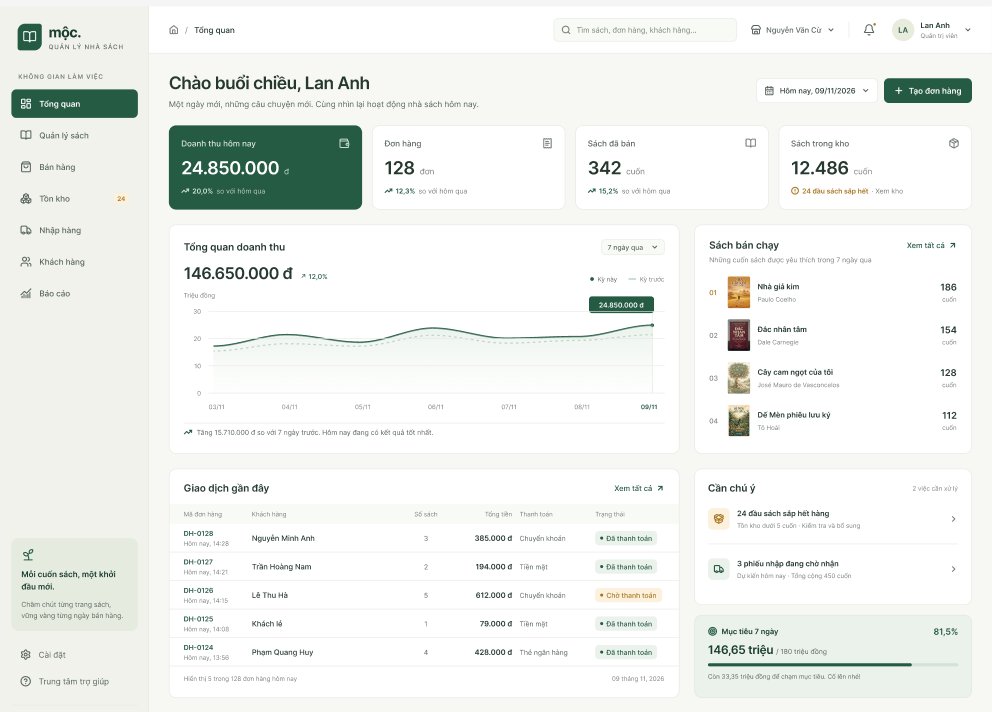 mộc.
QUẢN LÝ NHÀ SÁCH
KHÔNG GIAN LÀM VIỆC
Tổng quan
Quản lý sách
Bán hàng
Tồn kho 24
Nhập hàng
Khách hàng
Báo cáo
Mỗi cuốn sách, một khởi
đầu mới.
Chăm chút từng trang sách,
vững vàng từng ngày bán hàng.
Cài đặt
Trung tâm trợ giúp
/ Tổng quan
Tìm sách, đơn hàng, khách hàng...
Nguyễn Văn Cừ
LA
Lan Anh
Quản trị viên
Chào buổi chiều, Lan Anh
Một ngày mới, những câu chuyện mới. Cùng nhìn lại hoạt động nhà sách hôm nay.
Hôm nay, 09/11/2026
+ Tạo đơn hàng
Doanh thu hôm nay
24.850.000 đ
20,0% so với hôm qua
Đơn hàng
128 đơn
12,3% so với hôm qua
Sách đã bán
342 cuốn
15,2% so với hôm qua
Sách trong kho
12.486 cuốn
24 đầu sách sắp hết · Xem kho
Tổng quan doanh thu
7 ngày qua
146.650.000 đ ↗ 12,0%
Kỳ này Kỳ trước
Triệu đồng
24.850.000 đ
30
20
10
0
03/11 04/11 05/11 06/11 07/11 08/11 09/11
Tăng 15.710.000 đ so với 7 ngày trước. Hôm nay đang có kết quả tốt nhất.
Sách bán chạy
Xem tất cả ↗
Những cuốn sách được yêu thích trong 7 ngày qua
01 Nhà giả kim 186
Paulo Coelho cuốn
02 Đắc nhân tâm 154
Dale Carnegie cuốn
03 Cây cam ngọt của tôi 128
José Mauro de Vasconcelos cuốn
04 Dế Mèn phiêu lưu ký 112
Tô Hoài cuốn
Giao dịch gần đây
Xem tất cả ↗
Mã đơn hàng Khách hàng Số sách Tổng tiền Thanh toán Trạng thái
DH-0128
Hôm nay, 14:28
Nguyễn Minh Anh 3 385.000 đ Chuyển khoản Đã thanh toán
DH-0127
Hôm nay, 14:21
Trần Hoàng Nam 2 194.000 đ Tiền mặt Đã thanh toán
DH-0126
Hôm nay, 14:15
Lê Thu Hà 5 612.000 đ Chuyển khoản Chờ thanh toán
DH-0125
Hôm nay, 14:08
Khách lẻ 1 79.000 đ Tiền mặt Đã thanh toán
DH-0124
Hôm nay, 13:56
Phạm Quang Huy 4 428.000 đ Thẻ ngân hàng Đã thanh toán
Hiển thị 5 trong 128 đơn hàng hôm nay
09 tháng 11, 2026
Cần chú ý
2 việc cần xử lý
24 đầu sách sắp hết hàng
Tồn kho dưới 5 cuốn · Kiểm tra và bổ sung
3 phiếu nhập đang chờ nhận
Dự kiến hôm nay · Tổng cộng 450 cuốn
Mục tiêu 7 ngày 81,5%
146,65 triệu / 180 triệu đồng
Còn 33,35 triệu đồng để chạm mục tiêu. Cố lên nhé!